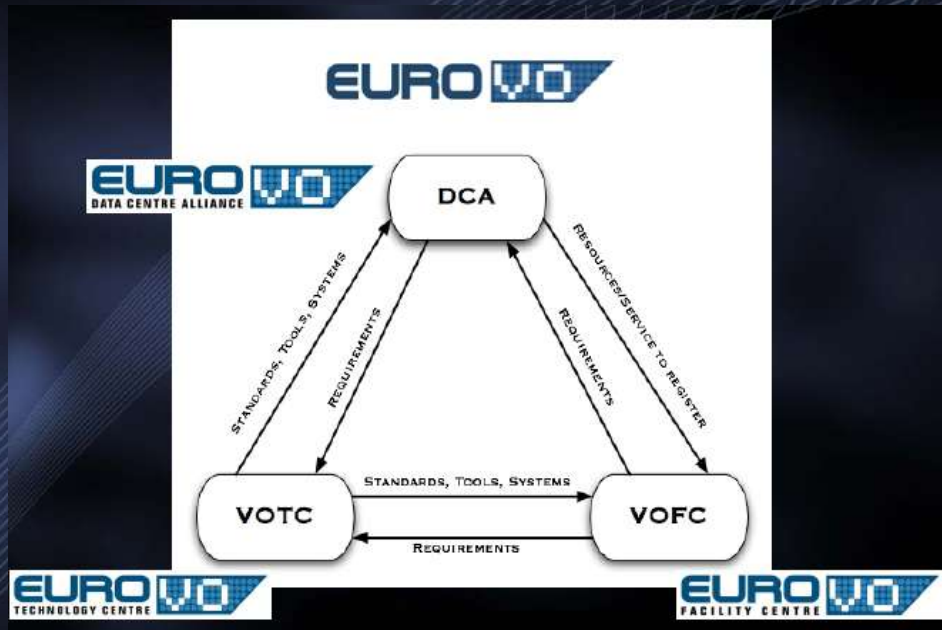 EURO VO
EURO VO
DATA CENTRE ALLIANCE
DCA
STANDARDS, TOOLS, SYSTEMS
REQUIREMENTS
REQUIREMENTS
RESOURCES/SERVICE TO REGISTER
STANDARDS, TOOLS, SYSTEMS
VOTC
VOFC
REQUIREMENTS
EURO VO
TECHNOLOGY CENTRE
EURO VO
FACILITY CENTRE